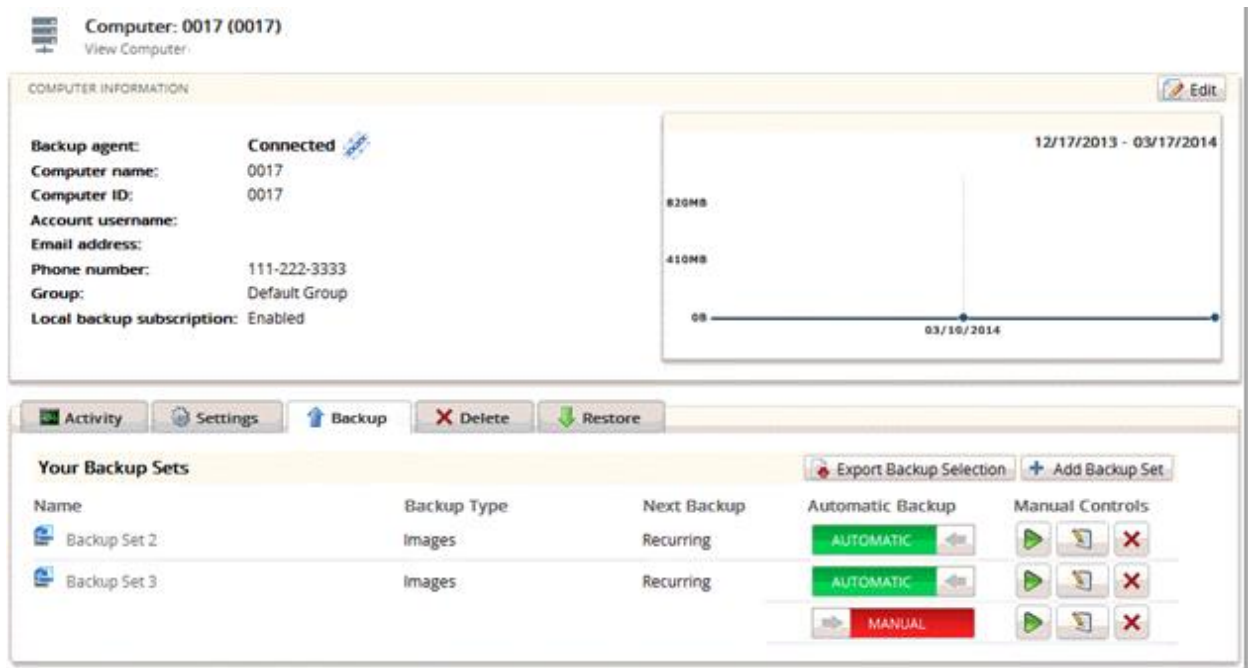 Computer: 0017 (0017)
View Computer
COMPUTER INFORMATION
Edit
Backup agent: Connected
Computer name: 0017
Computer ID: 0017
Account username:
Email address:
Phone number: 111-222-3333
Group: Default Group
Local backup subscription: Enabled
12/17/2013 - 03/17/2014
820MB
410MB
0B
03/10/2014
Activity Settings Backup Delete Restore
Your Backup Sets Export Backup Selection Add Backup Set
Name Backup Type Next Backup Automatic Backup Manual Controls
Backup Set 2 Images Recurring AUTOMATIC
Backup Set 3 Images Recurring AUTOMATIC
MANUAL